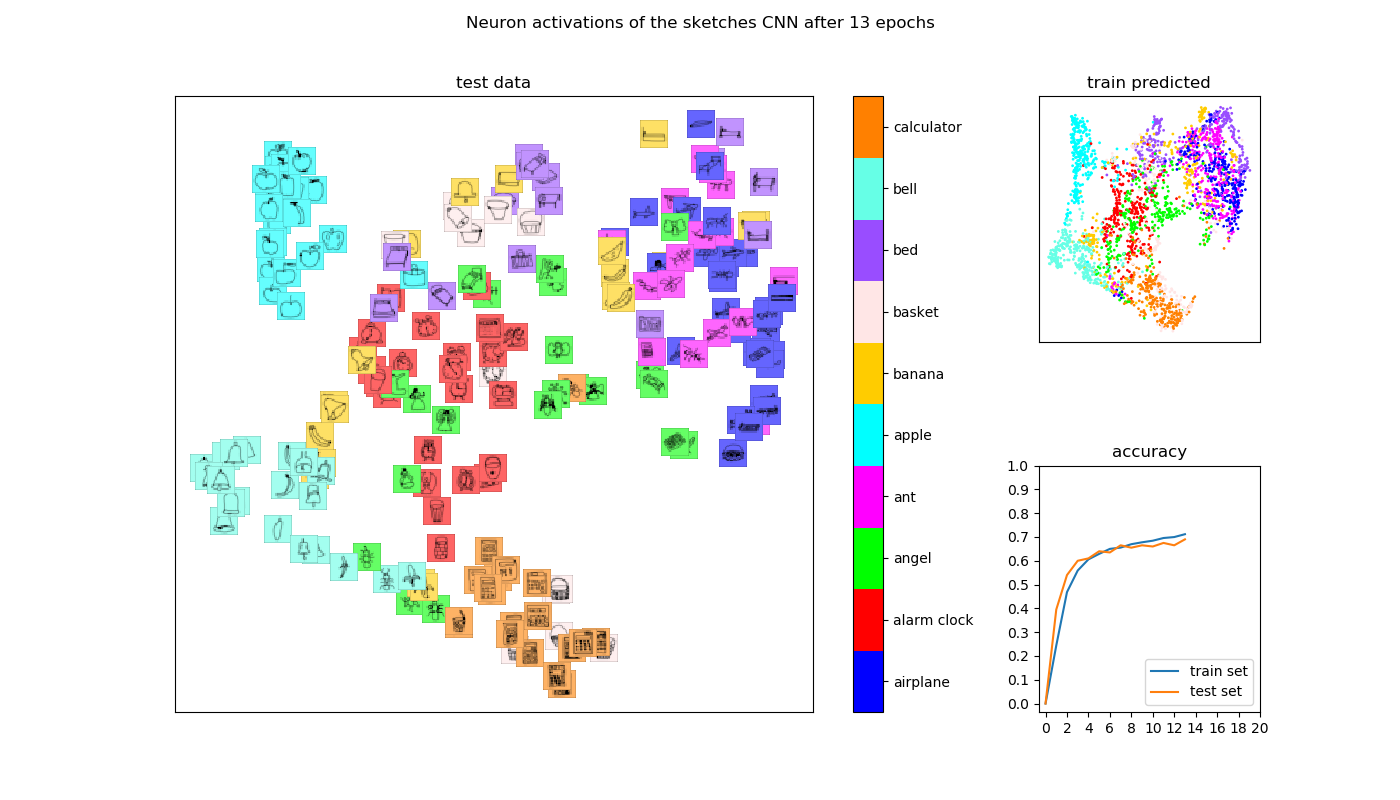 Neuron activations of the sketches CNN after 13 epochs
test data
calculator
bell
bed
basket
banana
apple
ant
angel
alarm clock
airplane
train predicted
accuracy
1.0
0.9
0.8
0.7
0.6
0.5
0.4
0.3
0.2
0.1
0.0
train set
test set
0 2 4 6 8 10 12 14 16 18 20